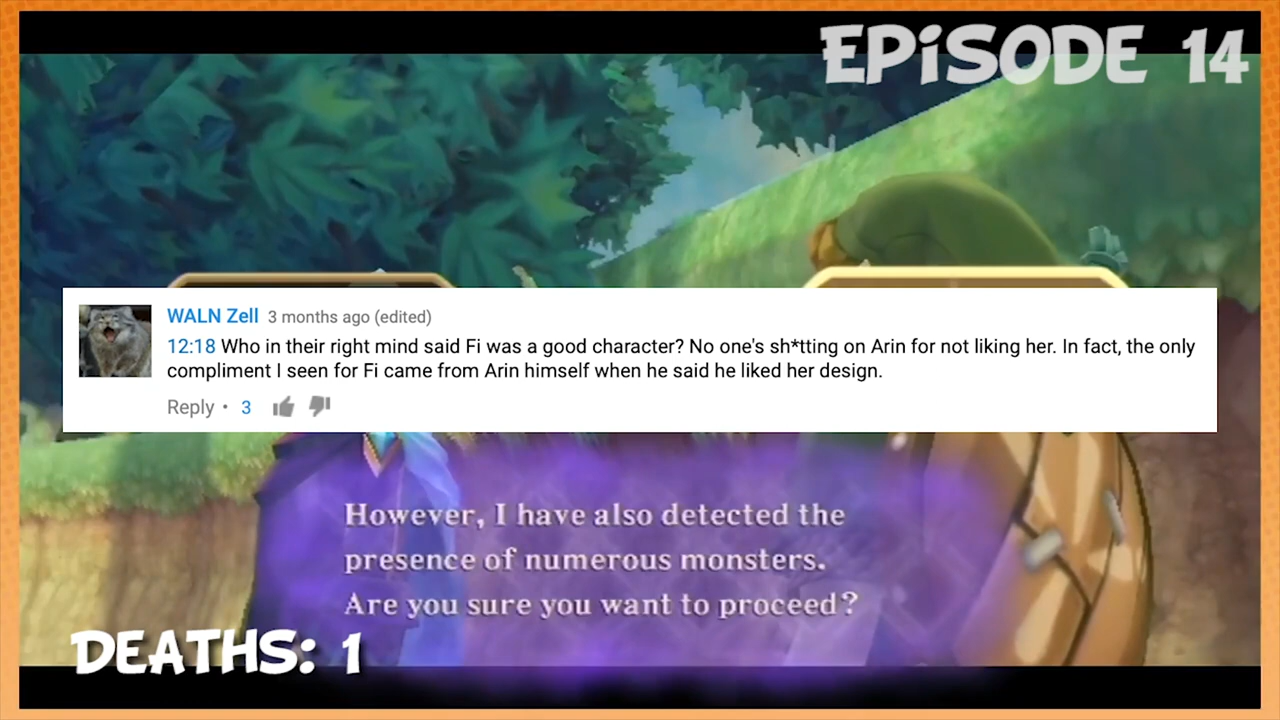 EPiSODE 14
WALN Zell 3 months ago (edited)
12:18 Who in their right mind said Fi was a good character? No one's sh*tting on Arin for not liking her. In fact, the only
compliment I seen for Fi came from Arin himself when he said he liked her design.
Reply • 3
However, I have also detected the
presence of numerous monsters.
Are you sure you want to proceed?
DEATHS: 1